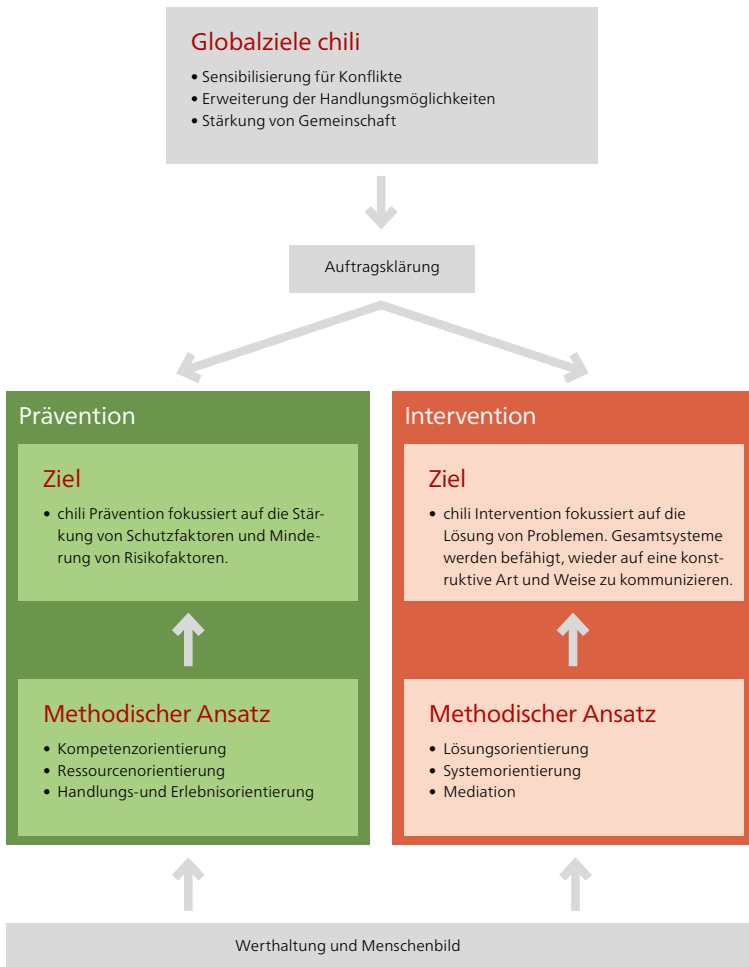 Globalziele chili
• Sensibilisierung für Konflikte
• Erweiterung der Handlungsmöglichkeiten
• Stärkung von Gemeinschaft
Auftragsklärung
Prävention
Ziel
• chili Prävention fokussiert auf die Stär-
kung von Schutzfaktoren und Minde-
rung von Risikofaktoren.
Methodischer Ansatz
• Kompetenzorientierung
• Ressourcenorientierung
• Handlungs-und Erlebnisorientierung
Intervention
Ziel
• chili Intervention fokussiert auf die
Lösung von Problemen. Gesamtsysteme
werden befähigt, wieder auf eine konst-
ruktive Art und Weise zu kommunizieren.
Methodischer Ansatz
• Lösungsorientierung
• Systemorientierung
• Mediation
Werthaltung und Menschenbild